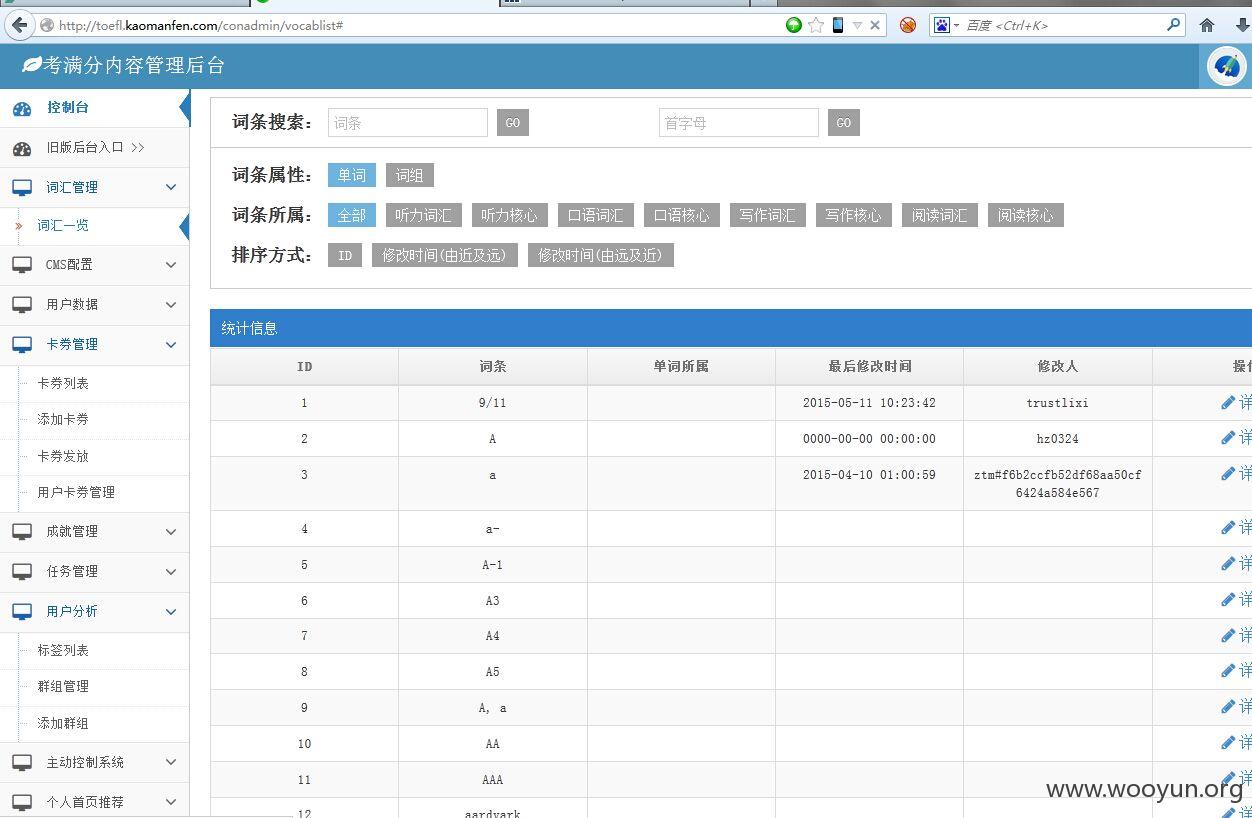 http://toefl.kaomanfen.com/conadmin/vocablist#
百度 <Ctrl+K>
考满分内容管理后台
控制台
旧版后台入口 >>
词汇管理
词汇一览
CMS配置
用户数据
卡券管理
卡券列表
添加卡券
卡券发放
用户卡券管理
成就管理
任务管理
用户分析
标签列表
群组管理
添加群组
主动控制系统
个人首页推荐
词条搜索： 词条 GO 首字母 GO
词条属性： 单词 词组
词条所属： 全部 听力词汇 听力核心 口语词汇 口语核心 写作词汇 写作核心 阅读词汇 阅读核心
排序方式： ID 修改时间(由近及远) 修改时间(由远及近)
统计信息
ID 词条 单词所属 最后修改时间 修改人 操作
1 9/11 2015-05-11 10:23:42 trustlixi 详
2 A 0000-00-00 00:00:00 hz0324 详
3 a 2015-04-10 01:00:59 ztm#f6b2ccfb52df68aa50cf 详
6424a584e567
4 a- 详
5 A-1 详
6 A3 详
7 A4 详
8 A5 详
9 A, a 详
10 AA 详
11 AAA 详
12 aardvark
www.wooyun.org